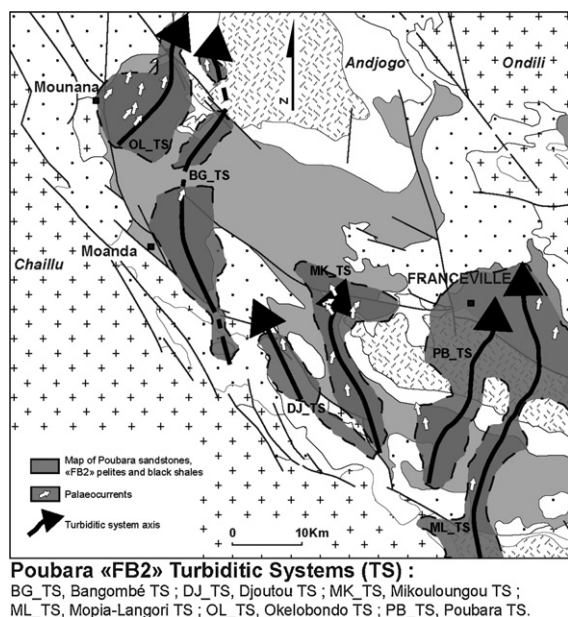 Andjogo
Ondili
Mounana
OL_TS
N
BG_TS
Moanda
Chaillu
MK_TS
FRANCEVILLE
PB_TS
DJ_TS
ML_TS
Map of Poubara sandstones,
«FB2» pelites and black shales
Palaeocurrents
Turbiditic system axis
0 10Km
Poubara «FB2» Turbiditic Systems (TS) :
BG_TS, Bangombé TS ; DJ_TS, Djoutou TS ; MK_TS, Mikouloungou TS ;
ML_TS, Mopia-Langori TS ; OL_TS, Okelobondo TS ; PB_TS, Poubara TS.